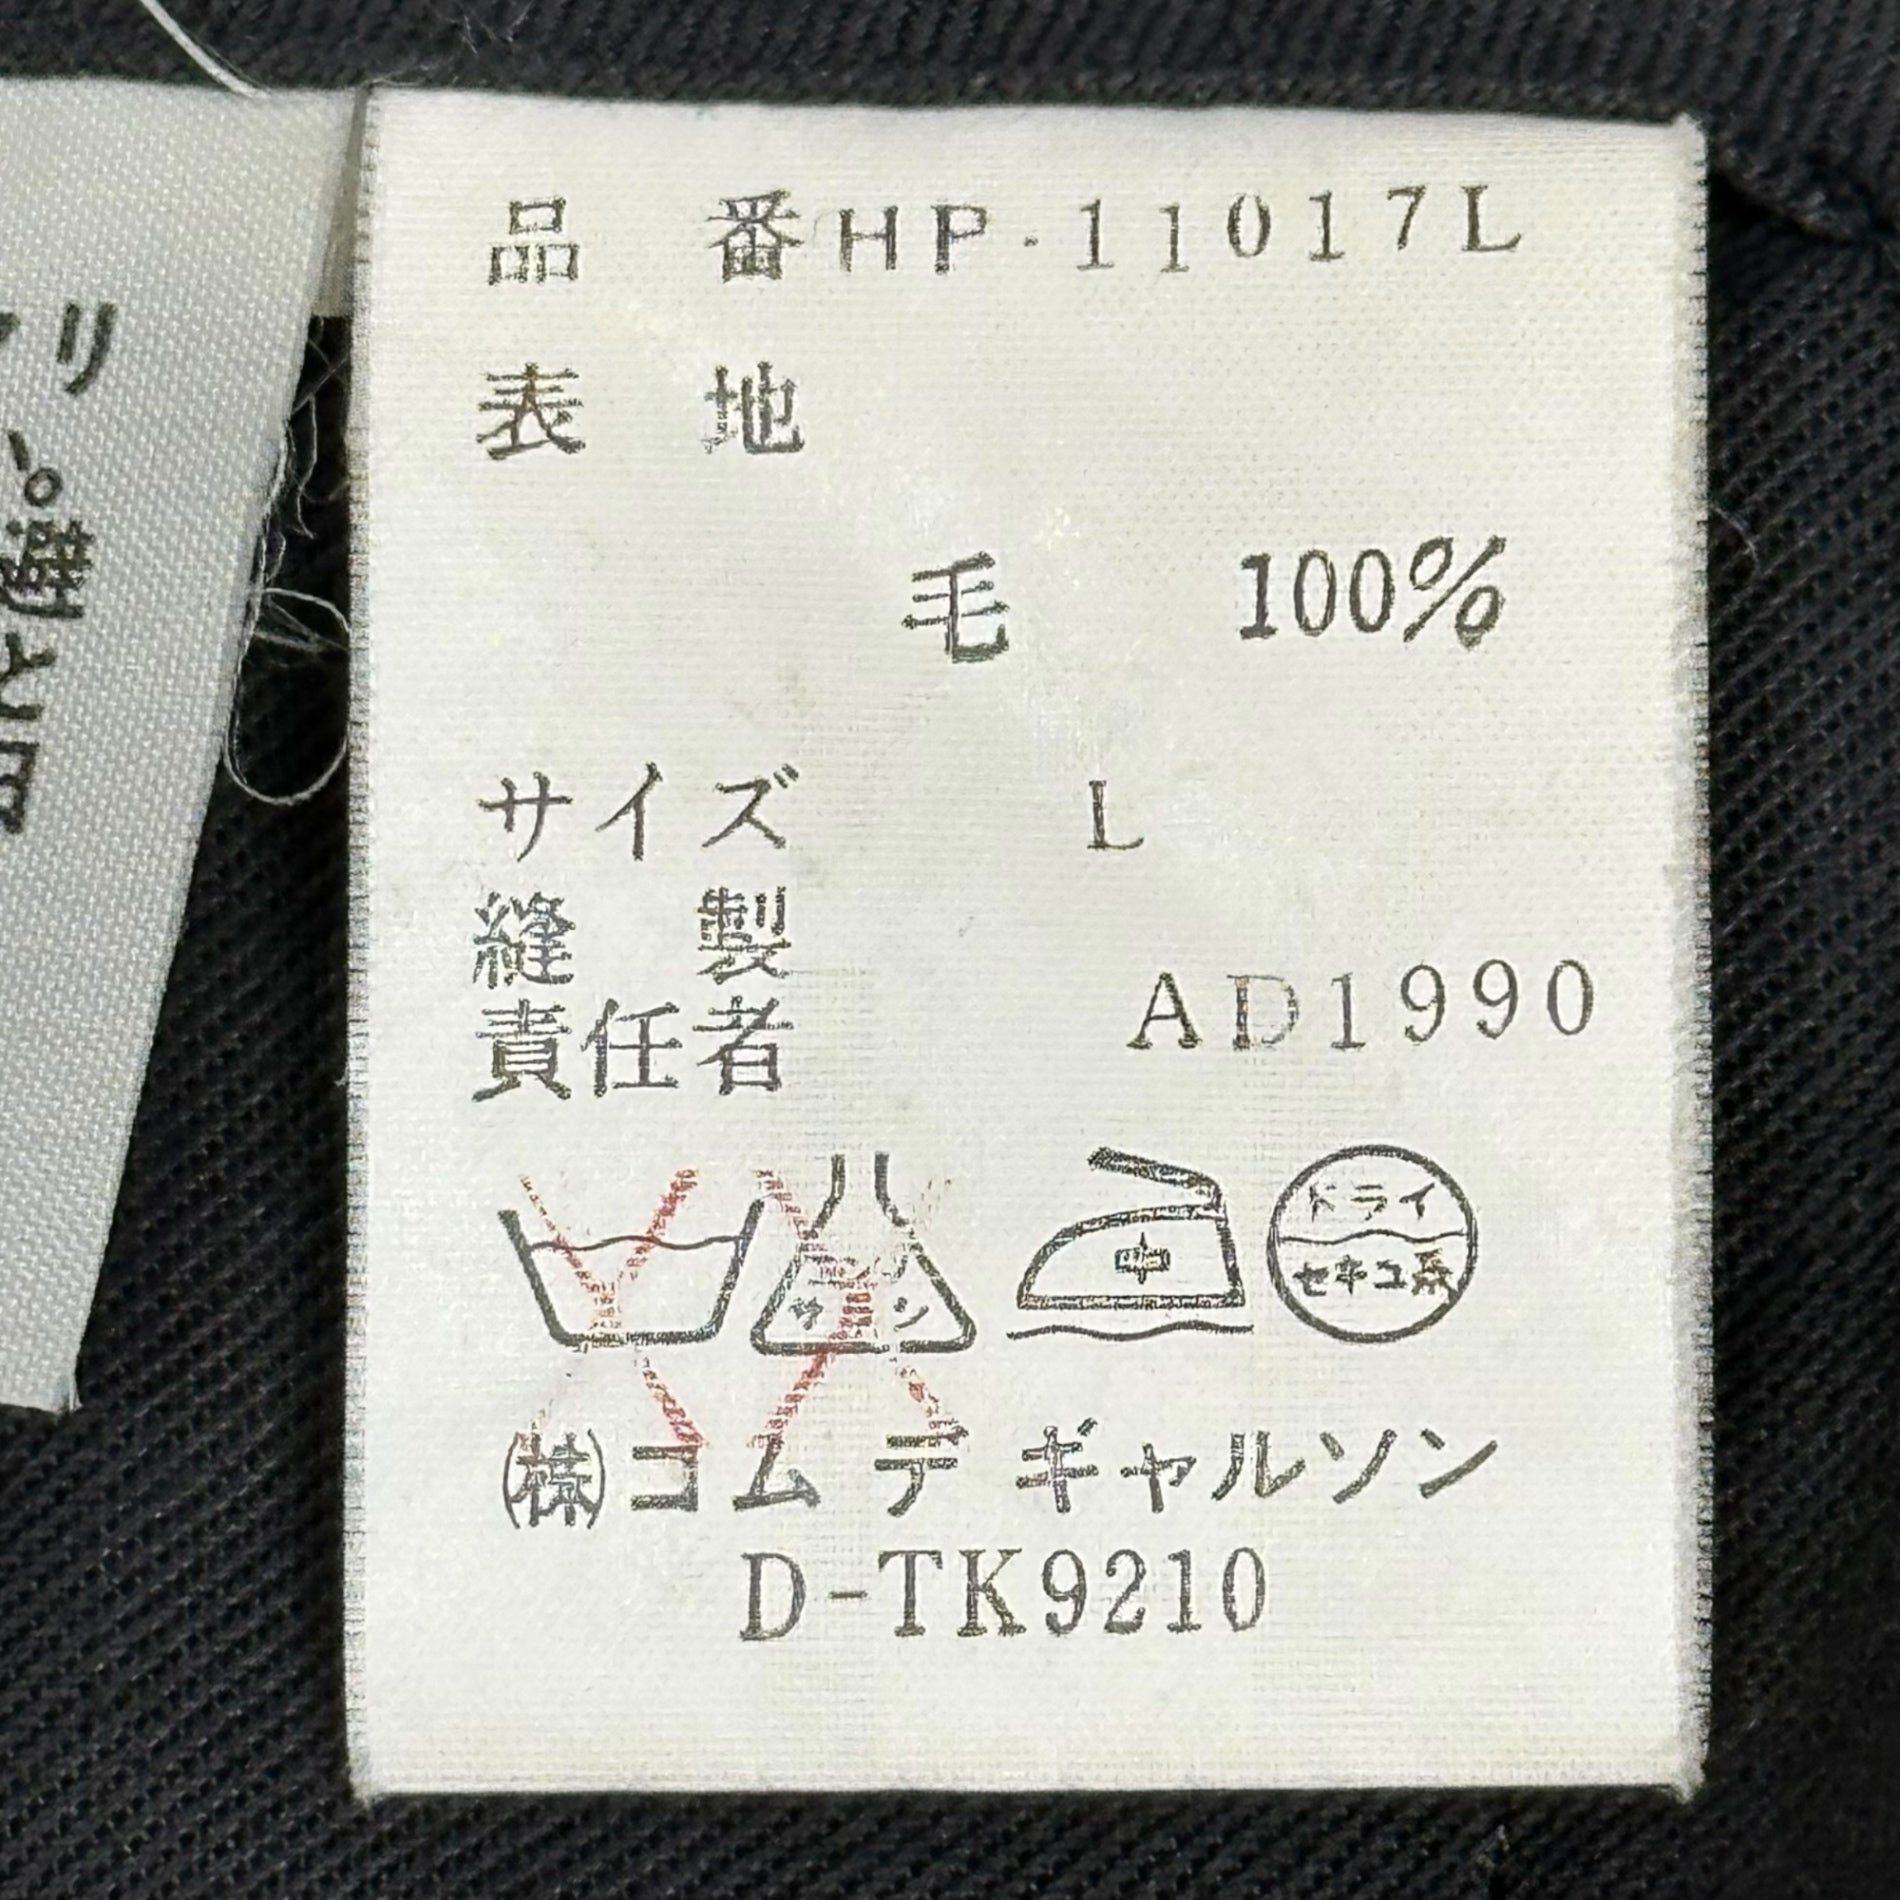 品 番 HP-11017L
表 地
毛 100%
サイズ L
縫 製
責任者 AD1990
中
ドライ
セキユ系
㈱コム デ ギャルソン
D-TK9210